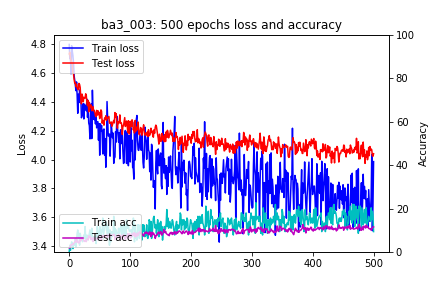 ba3_003: 500 epochs loss and accuracy
4.8
4.6
4.4
4.2
4.0
3.8
3.6
3.4
Loss
Train loss
Test loss
Train acc
Test acc
100
80
60
40
20
0
Accuracy
0 100 200 300 400 500